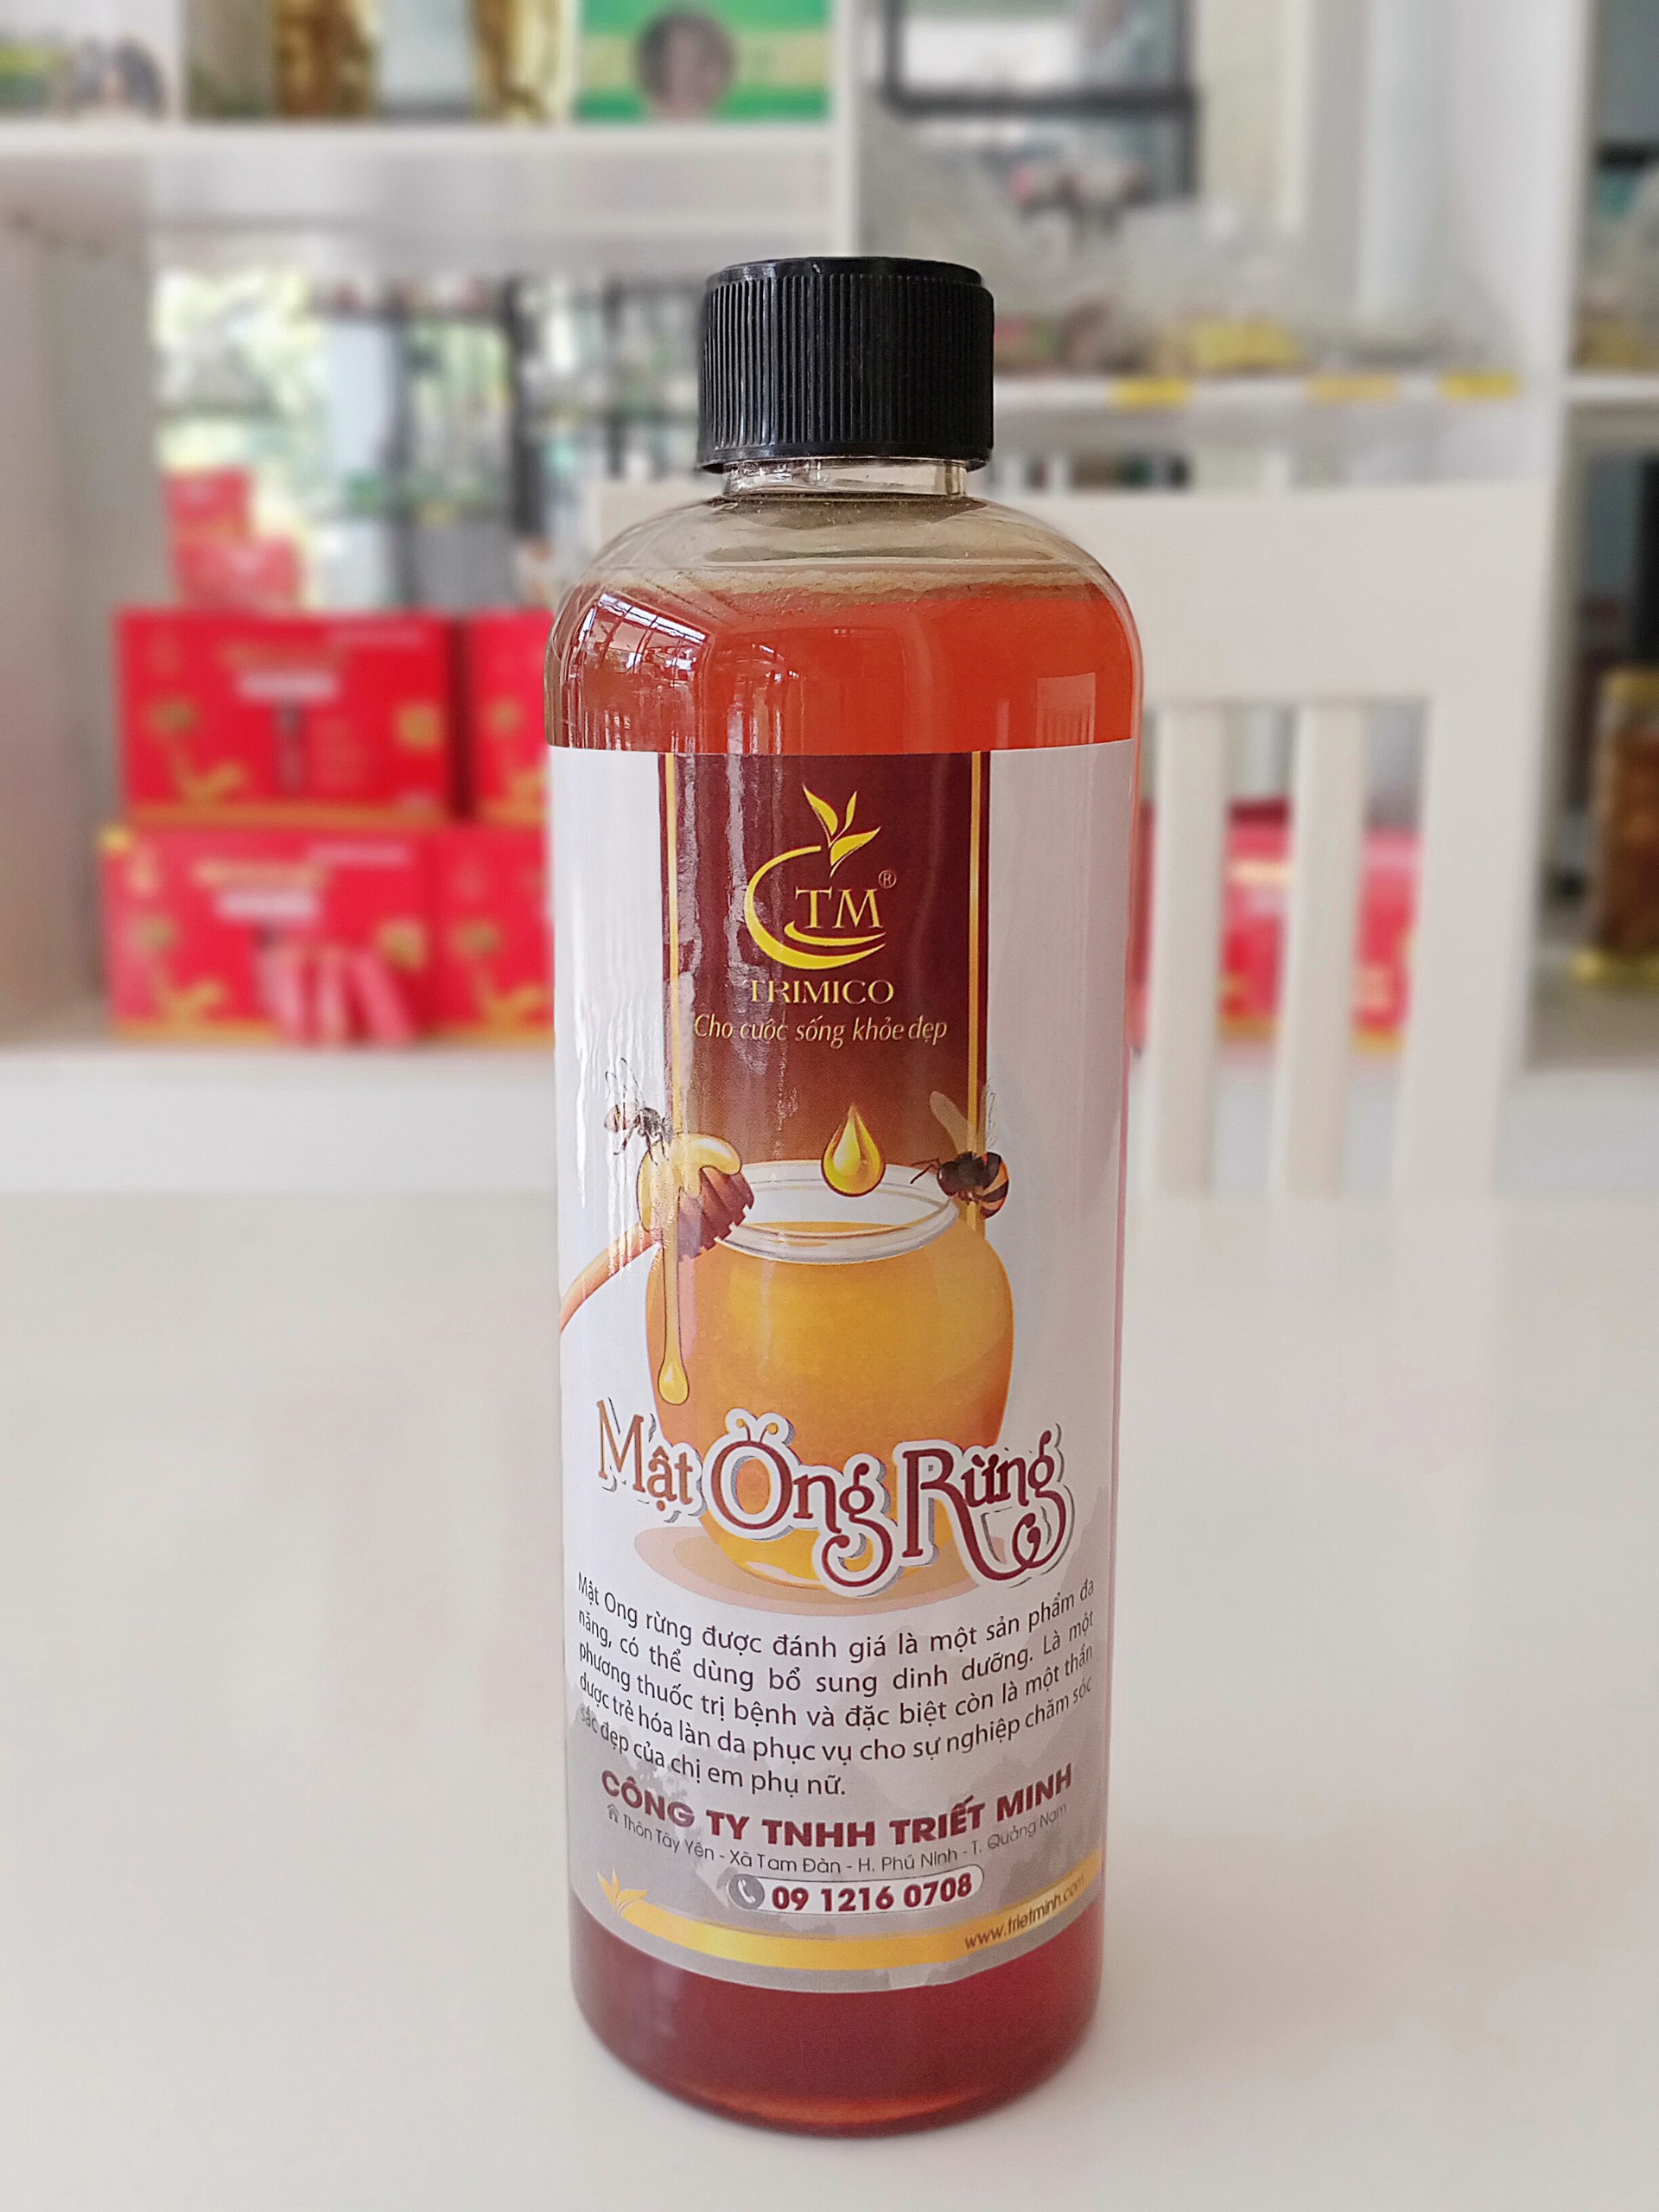 TM®
TRIMICO
Cho cuộc sống khỏe đẹp
Mật Ong Rừng
Mật Ong rừng được đánh giá là một sản phẩm đa
năng, có thể dùng bổ sung dinh dưỡng. Là một
phương thuốc trị bệnh và đặc biệt còn là một thần
dược trẻ hóa làn da phục vụ cho sự nghiệp chăm sóc
sắc đẹp của chị em phụ nữ.
CÔNG TY TNHH TRIẾT MINH
Thôn Tây Yên - Xã Tam Đàn - H. Phú Ninh - T. Quảng Nam
09 1216 0708
www.trietminh.com